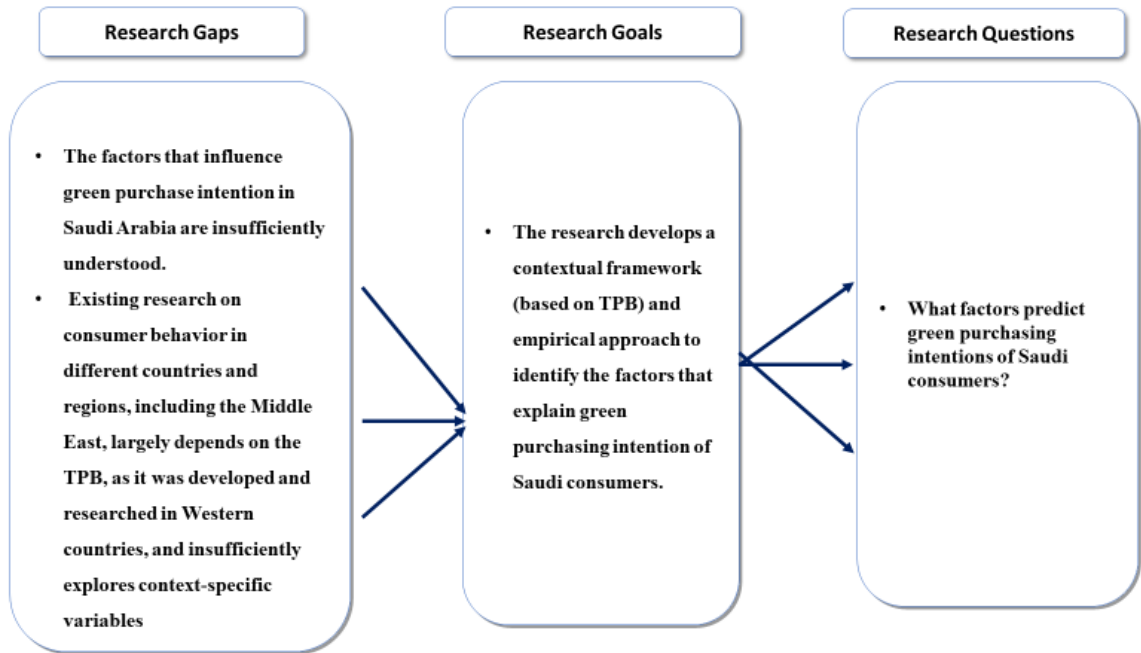 Research Gaps
Research Goals
Research Questions
• The factors that influence
green purchase intention in
Saudi Arabia are insufficiently
understood.
• Existing research on
consumer behavior in
different countries and
regions, including the Middle
East, largely depends on the
TPB, as it was developed and
researched in Western
countries, and insufficiently
explores context-specific
variables
• The research develops a
contextual framework
(based on TPB) and
empirical approach to
identify the factors that
explain green
purchasing intention of
Saudi consumers.
• What factors predict
green purchasing
intentions of Saudi
consumers?